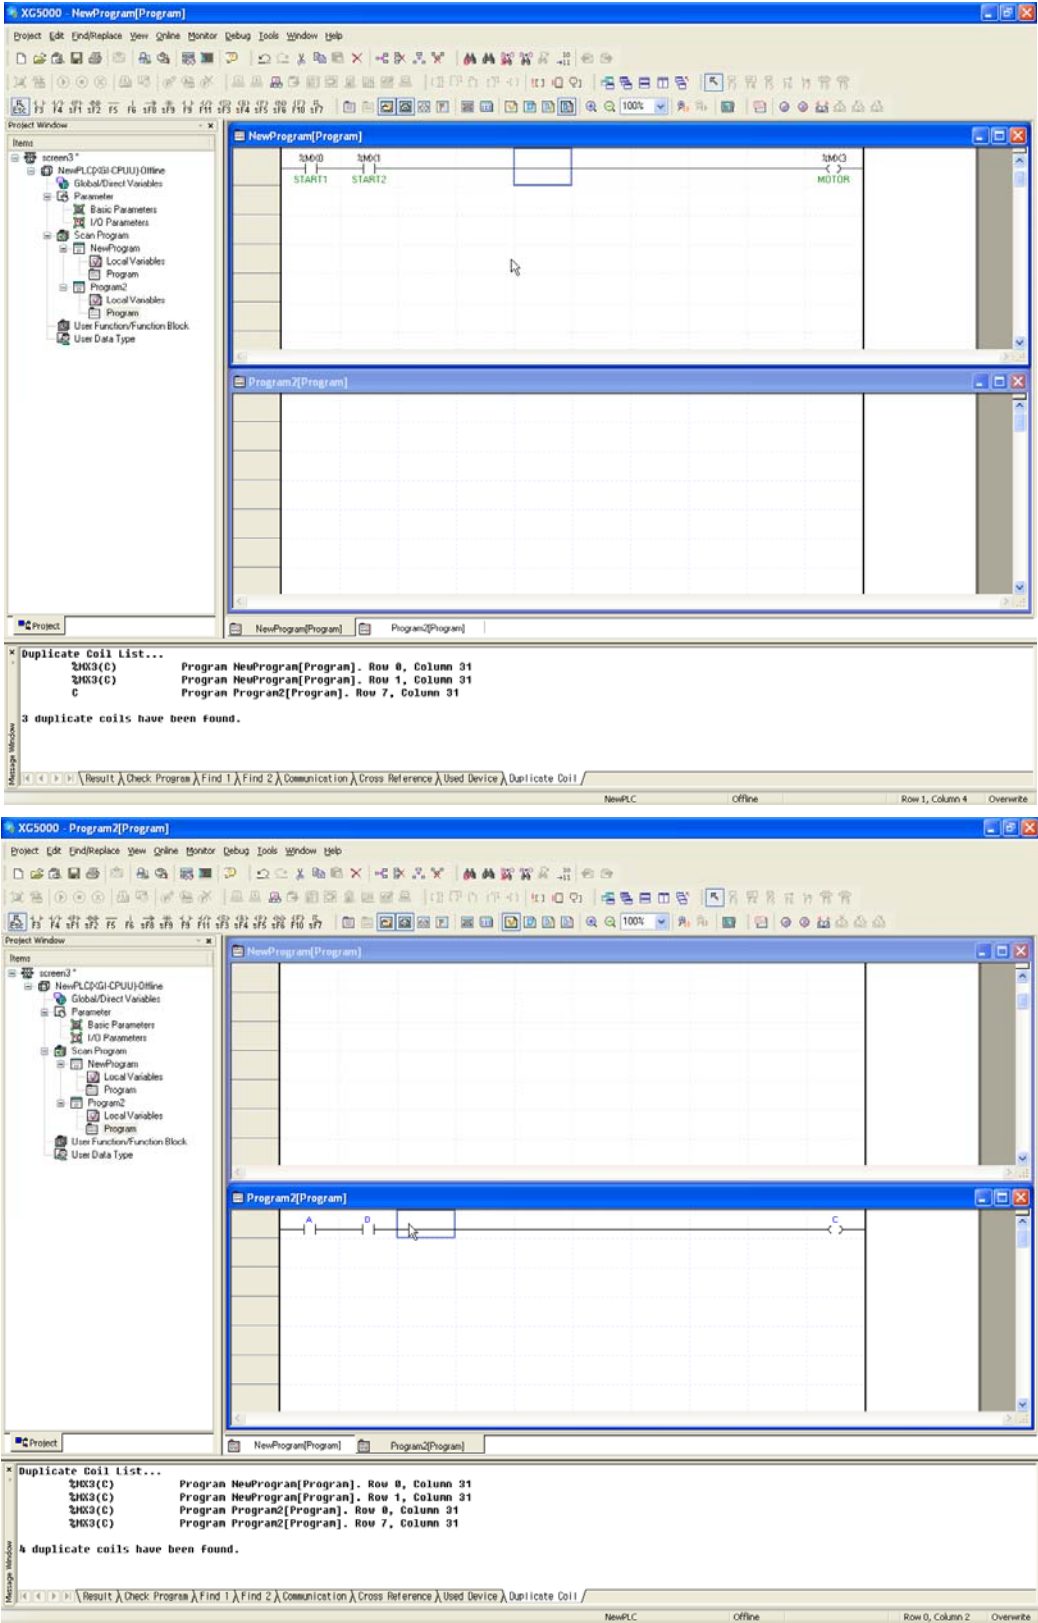 XG5000 - NewProgram[Program]
Project Edit Find/Replace View Online Monitor Debug Tools Window Help
100%
Project Window
Items
screen3 *
NewPLC(XGI-CPUU)-Offline
Global/Direct Variables
Parameter
Basic Parameters
I/O Parameters
Scan Program
NewProgram
Local Variables
Program
Program2
Local Variables
Program
User Function/Function Block
User Data Type
Project
NewProgram[Program]
%MX0 %MX1 %MX3
START1 START2 MOTOR
Program2[Program]
NewProgram[Program] Program2[Program]
Message Window
Duplicate Coil List...
%MX3(C) Program NewProgram[Program]. Row 0, Column 31
%MX3(C) Program NewProgram[Program]. Row 1, Column 31
C Program Program2[Program]. Row 7, Column 31
3 duplicate coils have been found.
Result Check Program Find 1 Find 2 Communication Cross Reference Used Device Duplicate Coil
NewPLC Offline Row 1, Column 4 Overwrite
XG5000 - Program2[Program]
Project Edit Find/Replace View Online Monitor Debug Tools Window Help
100%
Project Window
Items
screen3 *
NewPLC(XGI-CPUU)-Offline
Global/Direct Variables
Parameter
Basic Parameters
I/O Parameters
Scan Program
NewProgram
Local Variables
Program
Program2
Local Variables
Program
User Function/Function Block
User Data Type
Project
NewProgram[Program]
Program2[Program]
A D C
NewProgram[Program] Program2[Program]
Message Window
Duplicate Coil List...
%MX3(C) Program NewProgram[Program]. Row 0, Column 31
%MX3(C) Program NewProgram[Program]. Row 1, Column 31
%MX3(C) Program Program2[Program]. Row 0, Column 31
%MX3(C) Program Program2[Program]. Row 7, Column 31
4 duplicate coils have been found.
Result Check Program Find 1 Find 2 Communication Cross Reference Used Device Duplicate Coil
NewPLC Offline Row 0, Column 2 Overwrite